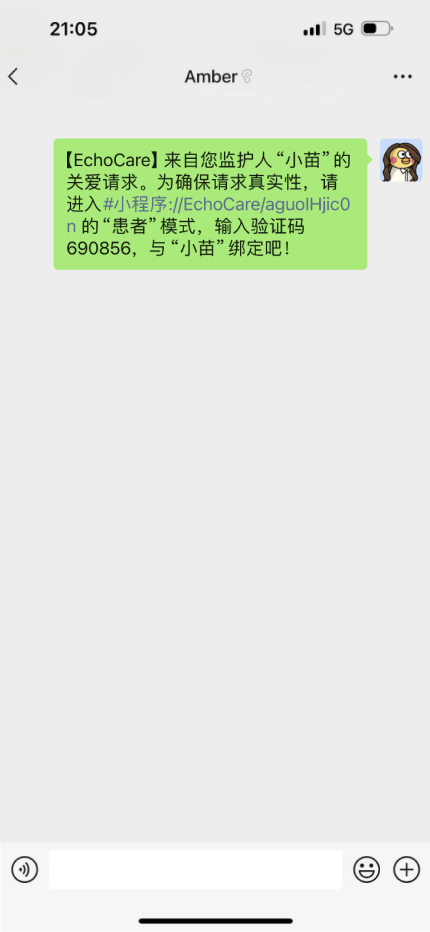 21:05
5G
Amber
【EchoCare】来自您监护人“小苗”的
关爱请求。为确保请求真实性，请
进入#小程序://EchoCare/aguoIHjic0
n 的“患者”模式，输入验证码
690856，与“小苗”绑定吧！